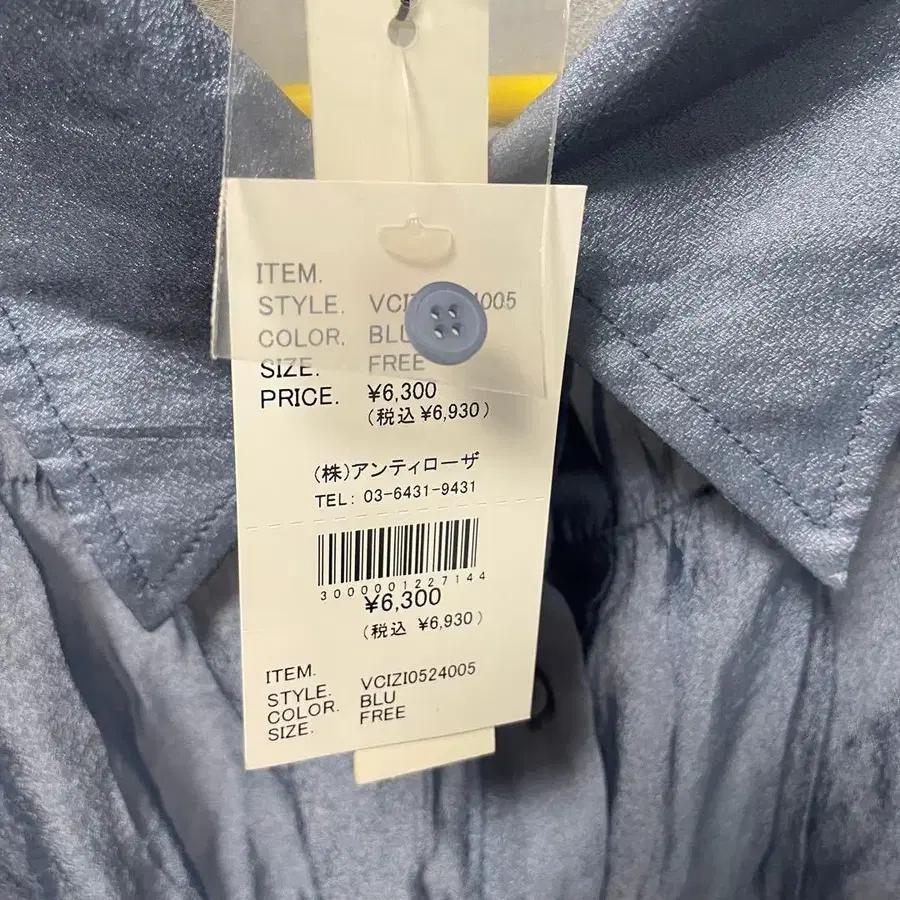 ITEM.
STYLE. VCIZI0524005
COLOR. BLU
SIZE. FREE
PRICE. ¥6,300
(税込 ¥6,930)
(株)アンティローザ
TEL: 03-6431-9431
3000001227144
¥6,300
(税込 ¥6,930)
ITEM.
STYLE. VCIZI0524005
COLOR. BLU
SIZE. FREE